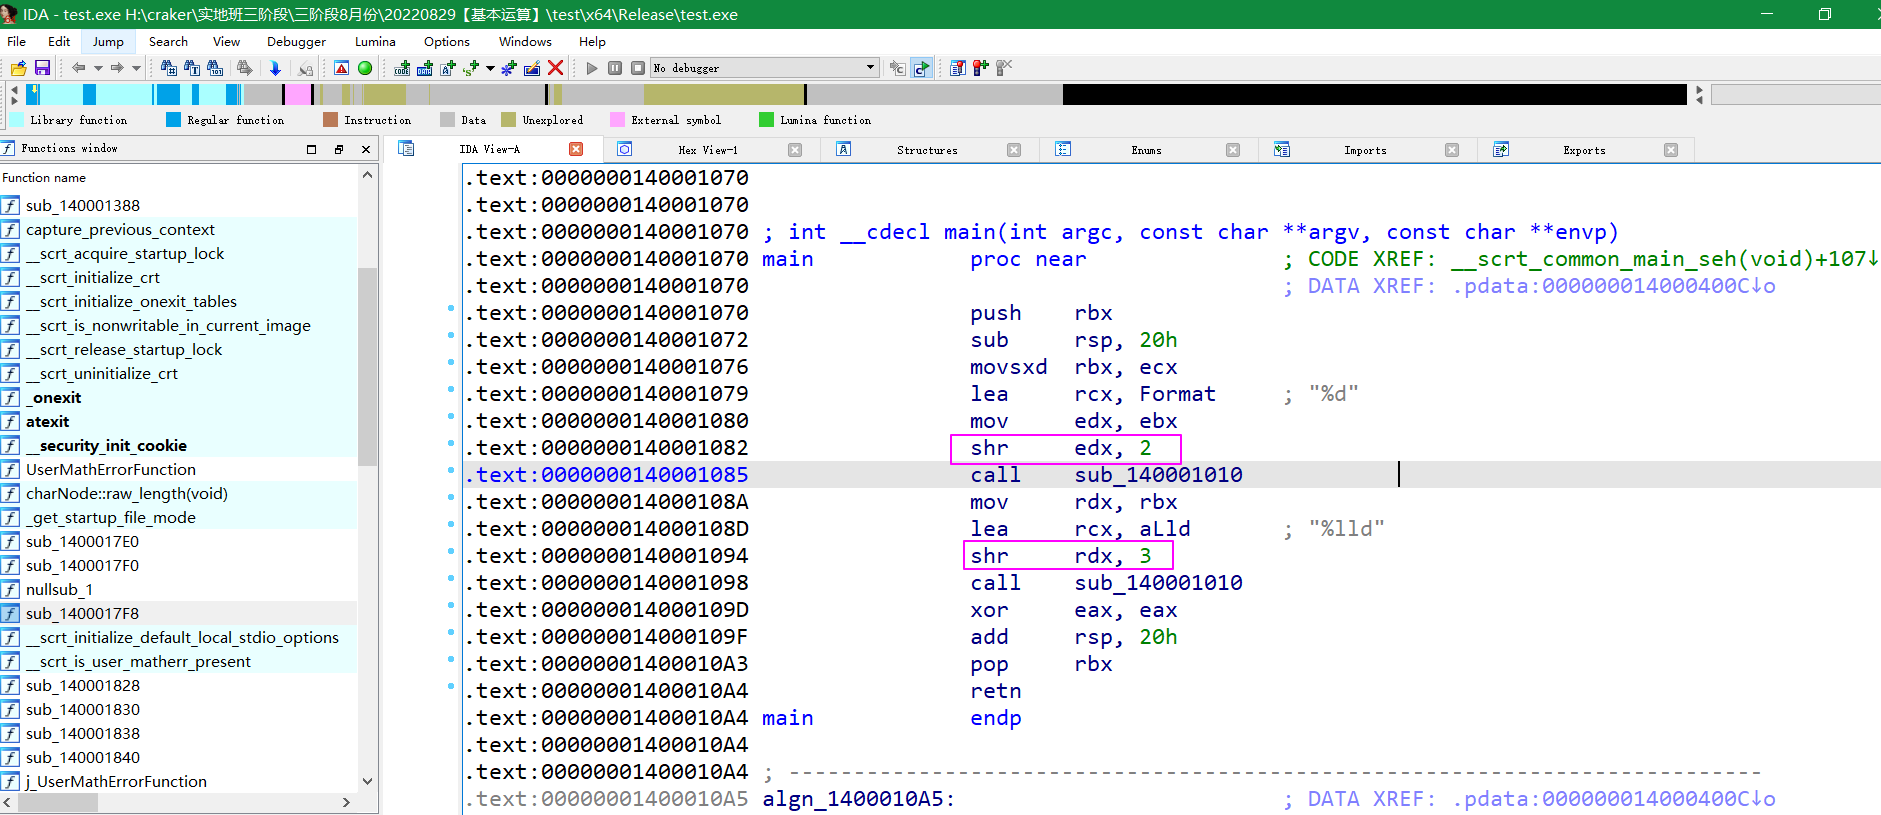 IDA - test.exe H:\craker\实地班三阶段\三阶段8月份\20220829【基本运算】\test\x64\Release\test.exe
File Edit Jump Search View Debugger Lumina Options Windows Help
No debugger
Library function Regular function Instruction Data Unexplored External symbol Lumina function
Functions window
IDA View-A Hex View-1 Structures Enums Imports Exports
Function name
sub_140001388
capture_previous_context
__scrt_acquire_startup_lock
__scrt_initialize_crt
__scrt_initialize_onexit_tables
__scrt_is_nonwritable_in_current_image
__scrt_release_startup_lock
__scrt_uninitialize_crt
_onexit
atexit
__security_init_cookie
UserMathErrorFunction
charNode::raw_length(void)
_get_startup_file_mode
sub_1400017E0
sub_1400017F0
nullsub_1
sub_1400017F8
__scrt_initialize_default_local_stdio_options
__scrt_is_user_matherr_present
sub_140001828
sub_140001830
sub_140001838
sub_140001840
j_UserMathErrorFunction
.text:0000000140001070
.text:0000000140001070
.text:0000000140001070 ; int __cdecl main(int argc, const char **argv, const char **envp)
.text:0000000140001070 main proc near ; CODE XREF: __scrt_common_main_seh(void)+107↓
.text:0000000140001070 ; DATA XREF: .pdata:000000014000400C↓o
.text:0000000140001070 push rbx
.text:0000000140001072 sub rsp, 20h
.text:0000000140001076 movsxd rbx, ecx
.text:0000000140001079 lea rcx, Format ; "%d"
.text:0000000140001080 mov edx, ebx
.text:0000000140001082 shr edx, 2
.text:0000000140001085 call sub_140001010
.text:000000014000108A mov rdx, rbx
.text:000000014000108D lea rcx, aLld ; "%lld"
.text:0000000140001094 shr rdx, 3
.text:0000000140001098 call sub_140001010
.text:000000014000109D xor eax, eax
.text:000000014000109F add rsp, 20h
.text:00000001400010A3 pop rbx
.text:00000001400010A4 retn
.text:00000001400010A4 main endp
.text:00000001400010A4
.text:00000001400010A4 ; ---------------------------------------------------------------------------
.text:00000001400010A5 algn_1400010A5: ; DATA XREF: .pdata:000000014000400C↓o